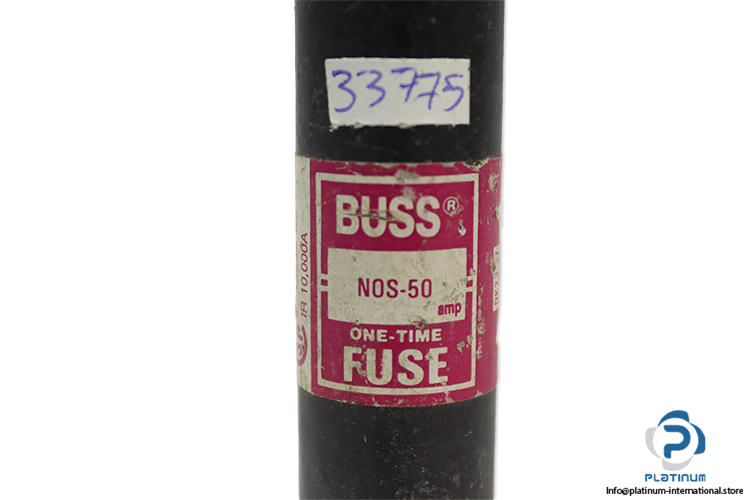 33775
BUSS®
NOS-50
amp
ONE-TIME
FUSE
IR 10,000A
PLATINUM
Info@platinum-international.store